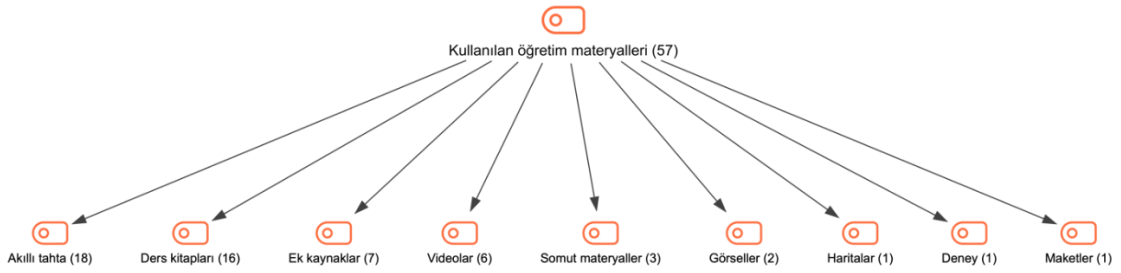 Kullanılan öğretim materyalleri (57)
Akıllı tahta (18)
Ders kitapları (16)
Ek kaynaklar (7)
Videolar (6)
Somut materyaller (3)
Görseller (2)
Haritalar (1)
Deney (1)
Maketler (1)